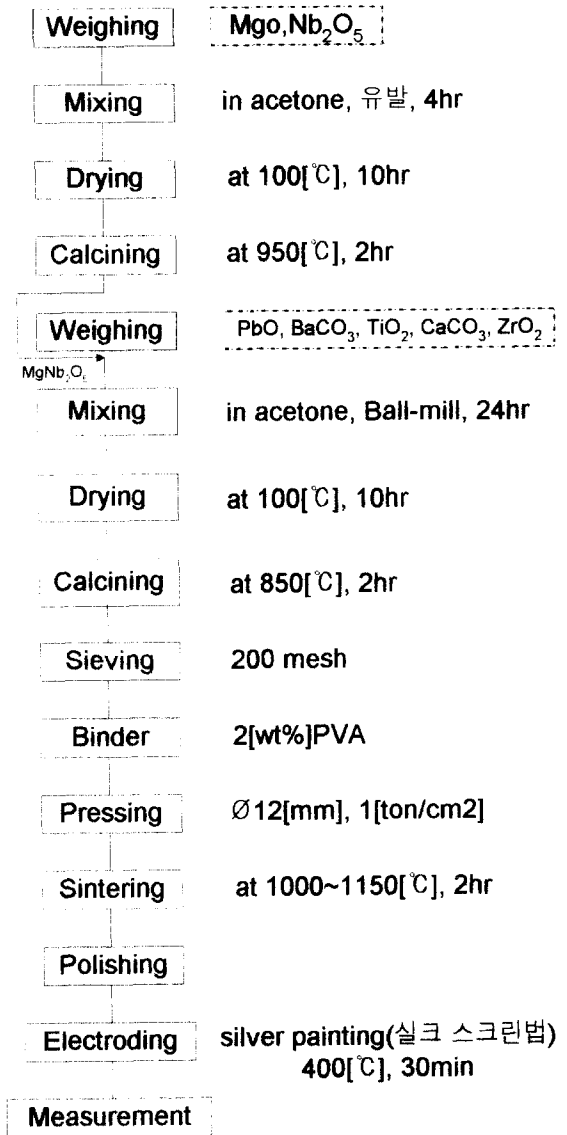 Weighing Mgo,Nb₂O₅
Mixing in acetone, 유발, 4hr
Drying at 100[℃], 10hr
Calcining at 950[℃], 2hr
Weighing PbO, BaCO₃, TiO₂, CaCO₃, ZrO₂
MgNb₂O₆
Mixing in acetone, Ball-mill, 24hr
Drying at 100[℃], 10hr
Calcining at 850[℃], 2hr
Sieving 200 mesh
Binder 2[wt%]PVA
Pressing Ø12[mm], 1[ton/cm2]
Sintering at 1000~1150[℃], 2hr
Polishing
Electroding silver painting(실크 스크린법)
400[℃], 30min
Measurement